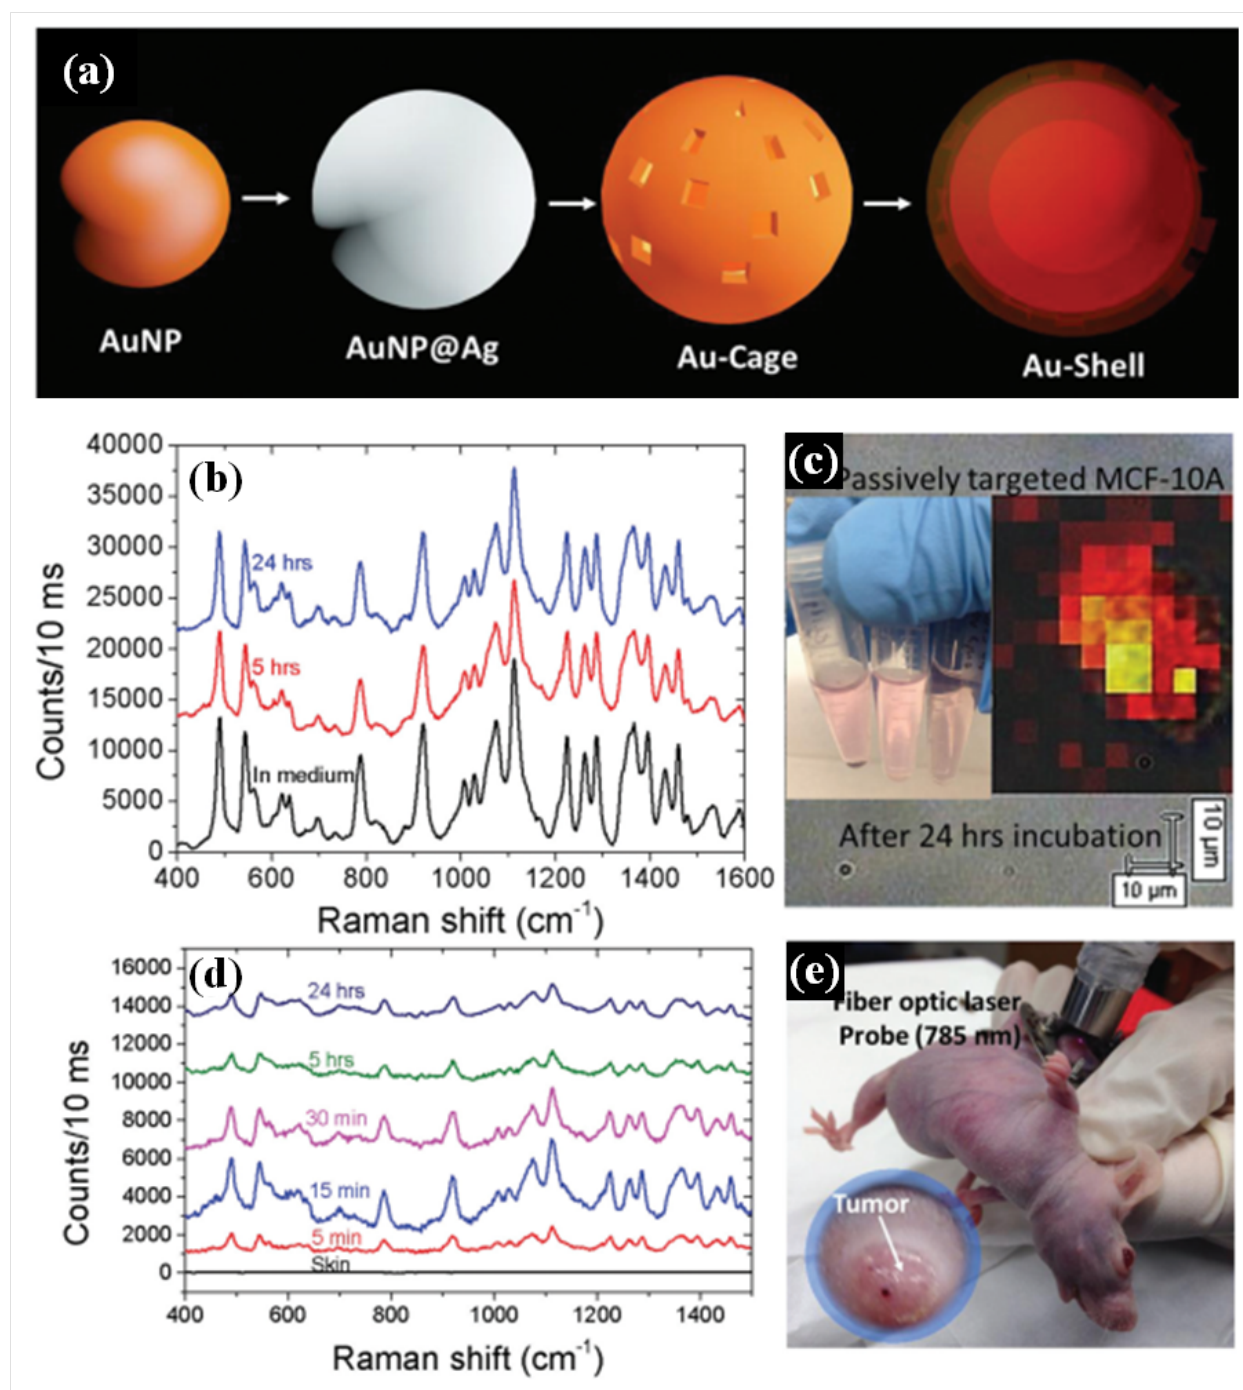 (a)
AuNP
AuNP@Ag
Au-Cage
Au-Shell
(b)
40000
35000
30000
25000
20000
15000
10000
5000
0
24 hrs
5 hrs
In medium
400
600
800
1000
1200
1400
1600
Counts/10 ms
Raman shift (cm⁻¹)
(c)
Passively targeted MCF-10A
After 24 hrs incubation
10 µm
10 µm
(d)
16000
14000
12000
10000
8000
6000
4000
2000
0
24 hrs
5 hrs
30 min
15 min
5 min
Skin
400
600
800
1000
1200
1400
Counts/10 ms
Raman shift (cm⁻¹)
(e)
Fiber optic laser
Probe (785 nm)
Tumor